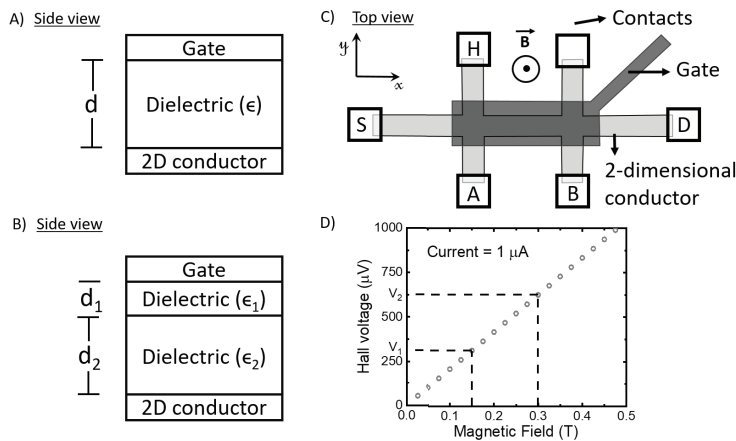 A) Side view
Gate
d
Dielectric (ϵ)
2D conductor
B) Side view
Gate
d₁
Dielectric (ϵ₁)
d₂
Dielectric (ϵ₂)
2D conductor
C) Top view
y
x
H
B
Contacts
Gate
S
D
A
B
2-dimensional
conductor
D)
Current = 1 μA
Hall voltage (μV)
1000
750
V₂
500
V₁
250
0
0.0 0.1 0.2 0.3 0.4 0.5
Magnetic Field (T)